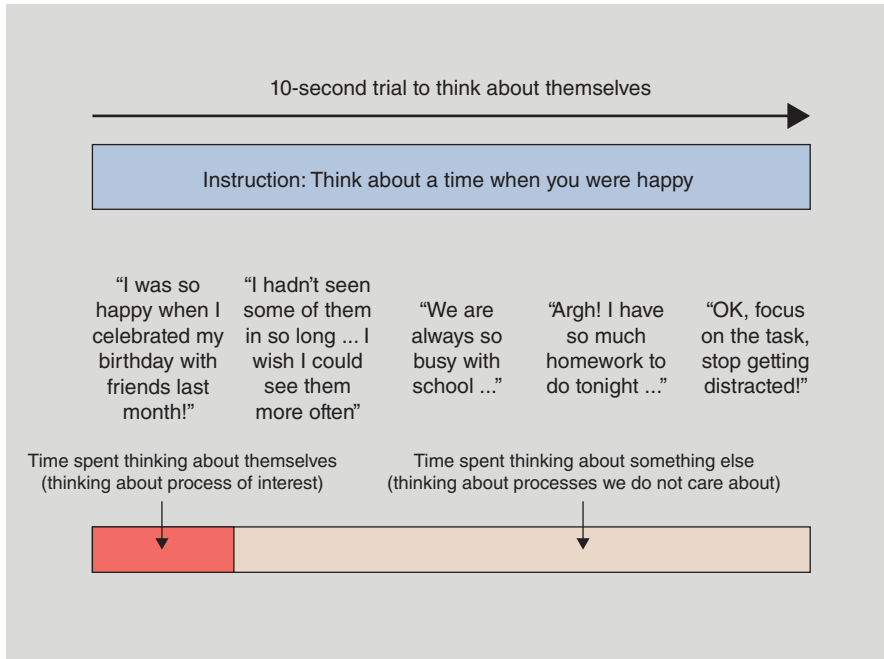 10-second trial to think about themselves
Instruction: Think about a time when you were happy
“I was so
happy when I
celebrated my
birthday with
friends last
month!”
“I hadn’t seen
some of them
in so long ... I
wish I could
see them
more often”
“We are
always so
busy with
school ...”
“Argh! I have
so much
homework to
do tonight ...”
“OK, focus
on the task,
stop getting
distracted!”
Time spent thinking about themselves
(thinking about process of interest)
Time spent thinking about something else
(thinking about processes we do not care about)